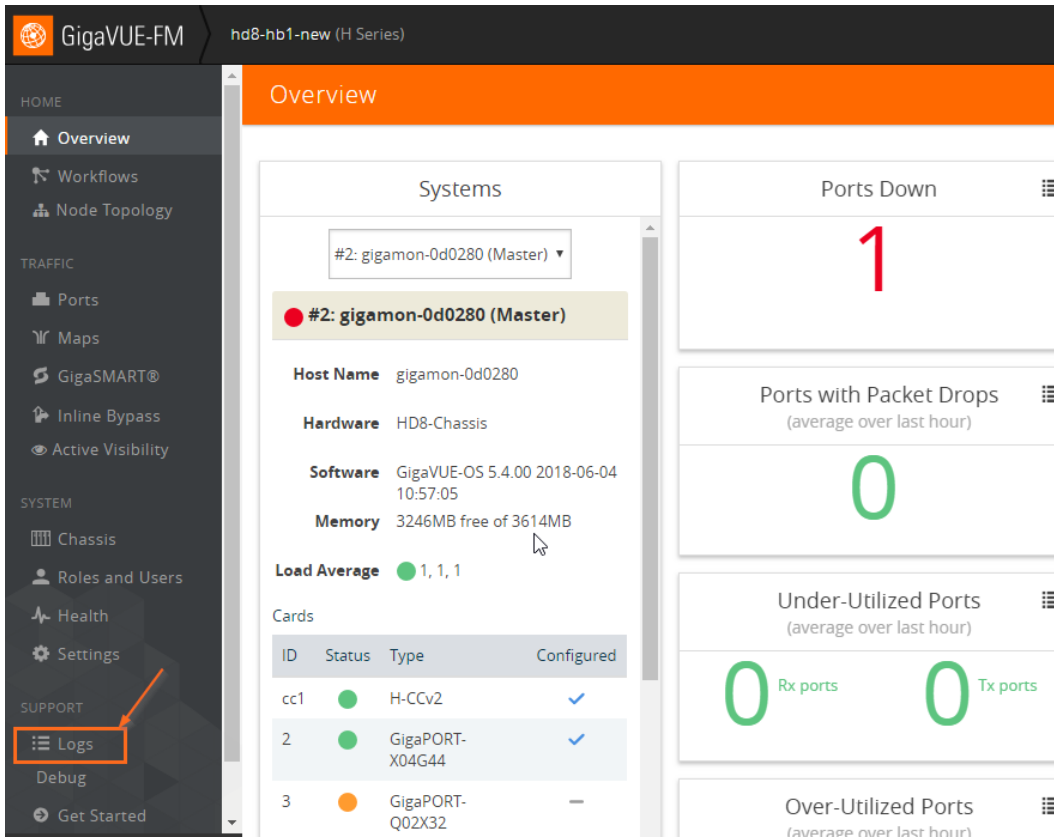 GigaVUE-FM
hd8-hb1-new (H Series)
HOME
Overview
Workflows
Node Topology
TRAFFIC
Ports
Maps
GigaSMART®
Inline Bypass
Active Visibility
SYSTEM
Chassis
Roles and Users
Health
Settings
SUPPORT
Logs
Debug
Get Started
Overview
Systems
#2: gigamon-0d0280 (Master)
#2: gigamon-0d0280 (Master)
Host Name gigamon-0d0280
Hardware HD8-Chassis
Software GigaVUE-OS 5.4.00 2018-06-04
10:57:05
Memory 3246MB free of 3614MB
Load Average 1, 1, 1
Cards
ID Status Type Configured
cc1 H-CCv2
2 GigaPORT-
X04G44
3 GigaPORT-
Q02X32
Ports Down
1
Ports with Packet Drops
(average over last hour)
0
Under-Utilized Ports
(average over last hour)
0 Rx ports 0 Tx ports
Over-Utilized Ports
(average over last hour)